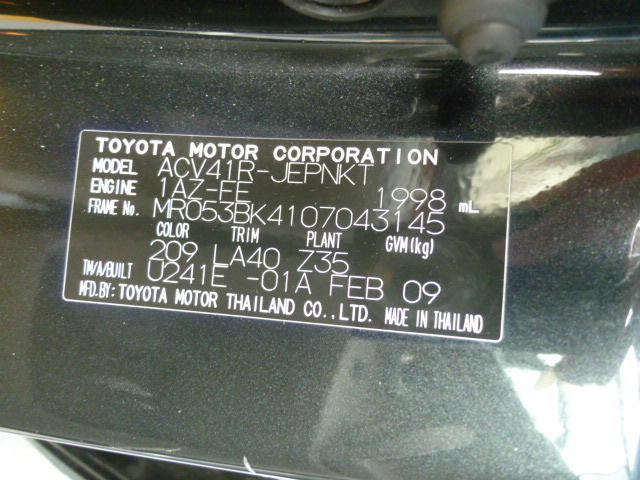 TOYOTA MOTOR CORPORATION
MODEL ACV41R-JEPNKT
ENGINE 1AZ-FE 1998 mL
FRAME No. MR053BK4107043145
COLOR TRIM PLANT GVM(kg)
209 LA40 Z35
T/A/BUILT U241E -01A FEB 09
MFD.BY: TOYOTA MOTOR THAILAND CO.,LTD. MADE IN THAILAND